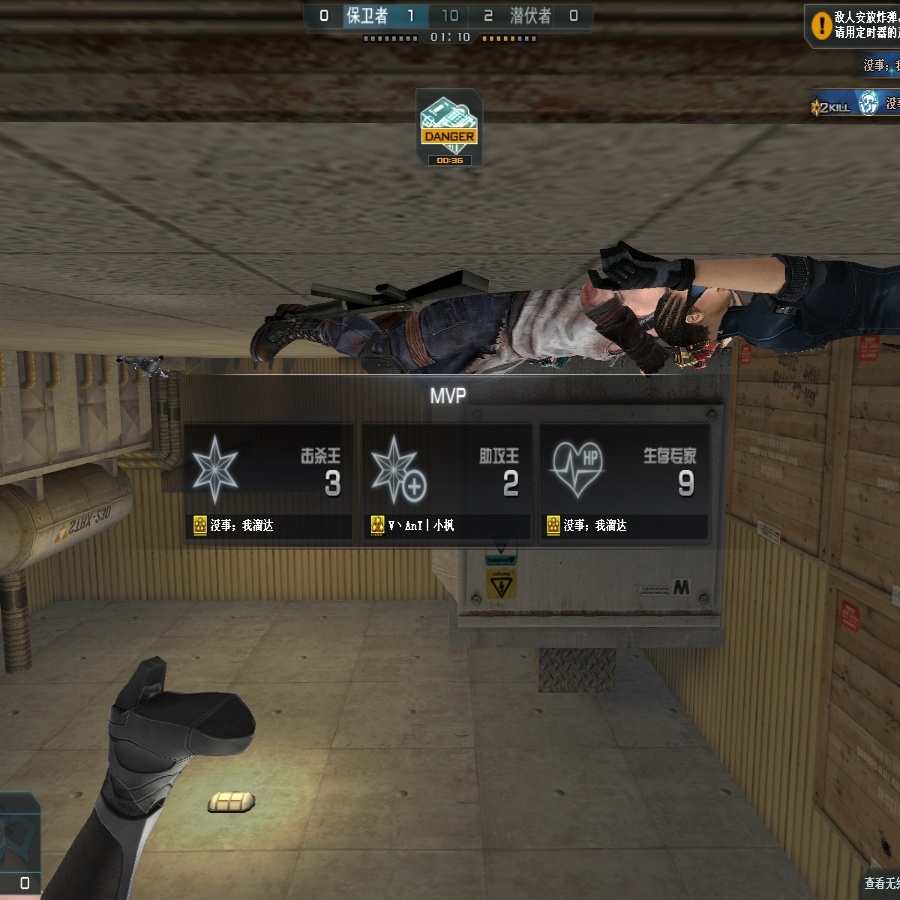 0 保卫者 1 10 2 潜伏者 0
01:10
敌人安放炸弹
请用定时器的
没事；我
2KILL 没事
DANGER
00:36
MVP
击杀王 助攻王 生存专家
3 2 9
HP
没事；我溜达 V丶AnT丨小枫 没事；我溜达
21BX-S30
M
0
查看无